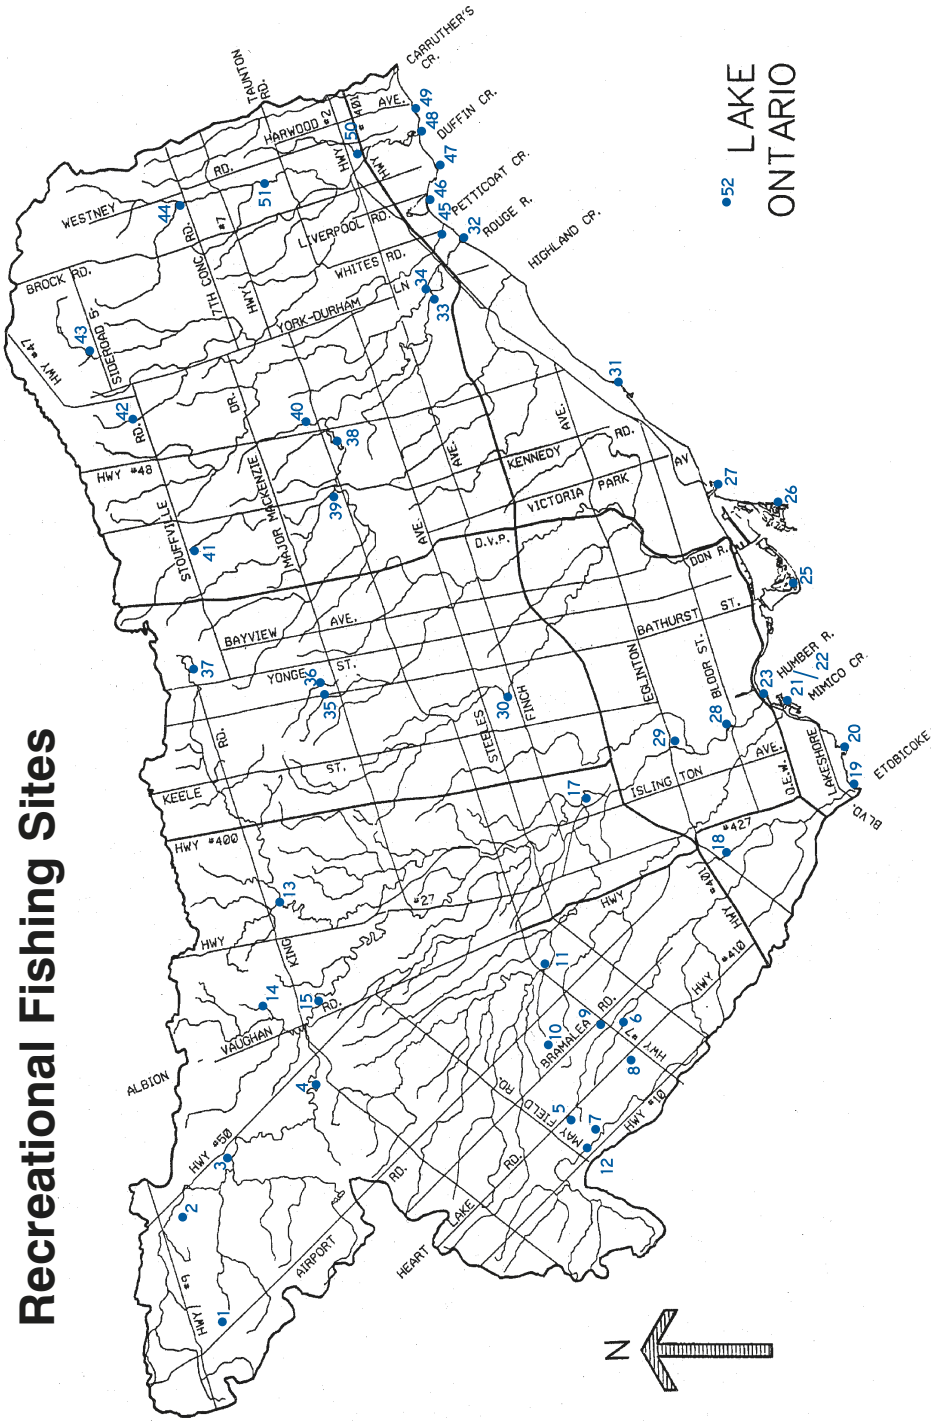 Recreational Fishing Sites
N
LAKE
ONTARIO
52
HWY #9
1
2
3
HWY #50
ALBION
VAUGHAN
RD.
4
AIRPORT
RD.
HEART
LAKE
RD.
MAY FIELD RD.
5
6
7
8
9
10
11
12
BRAMALEA
RD.
HWY #10
HWY #7
HWY
#410
HWY
#401
HWY
#427
13
14
15
KING
RD.
HWY
#27
HWY #400
KEELE
ST.
17
18
ISLINGTON
AVE.
Q.E.W.
LAKESHORE
BLVD.
19
20
21/
22
23
ETOBICOKE
MIMICO CR.
HUMBER R.
25
26
27
28
29
30
31
32
33
34
35
36
37
38
39
40
41
42
43
44
45
46
47
48
49
50
51
YONGE
ST.
BAYVIEW
AVE.
BATHURST
ST.
EGLINTON
AVE.
BLOOR ST.
STEELES
AVE.
FINCH
AVE.
D.V.P.
DON R.
VICTORIA
PARK
AV
KENNEDY
RD.
STOUFFVILLE
RD.
MAJOR MACKENZIE
DR.
HWY #48
HWY #47
SIDEROAD 5
BROCK RD.
7TH CONC RD.
HWY
#7
YORK-DURHAM
LN
WHITES RD.
LIVERPOOL RD.
WESTNEY
RD.
HARWOOD
AVE.
HWY
#2
HWY
#401
TAUNTON
RD.
CARRUTHER'S
CR.
DUFFIN CR.
PETTICOAT CR.
ROUGE R.
HIGHLAND CR.